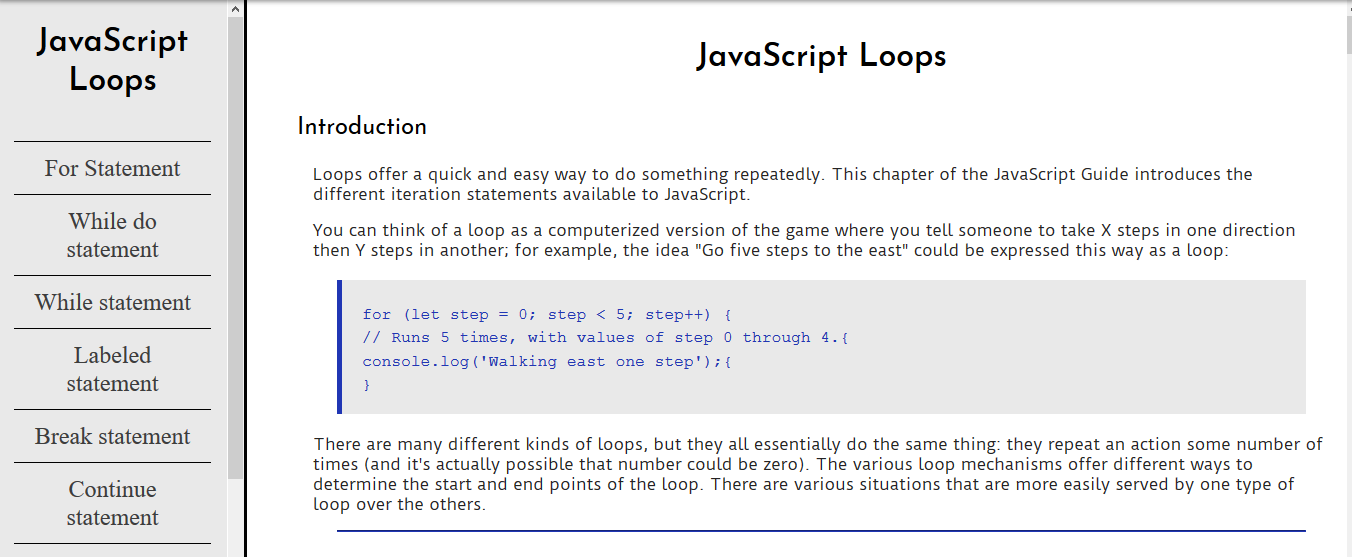 JavaScript
Loops
For Statement
While do
statement
While statement
Labeled
statement
Break statement
Continue
statement
JavaScript Loops
Introduction
Loops offer a quick and easy way to do something repeatedly. This chapter of the JavaScript Guide introduces the
different iteration statements available to JavaScript.
You can think of a loop as a computerized version of the game where you tell someone to take X steps in one direction
then Y steps in another; for example, the idea "Go five steps to the east" could be expressed this way as a loop:
for (let step = 0; step < 5; step++) {
// Runs 5 times, with values of step 0 through 4.{
console.log('Walking east one step');{
}
There are many different kinds of loops, but they all essentially do the same thing: they repeat an action some number of
times (and it's actually possible that number could be zero). The various loop mechanisms offer different ways to
determine the start and end points of the loop. There are various situations that are more easily served by one type of
loop over the others.